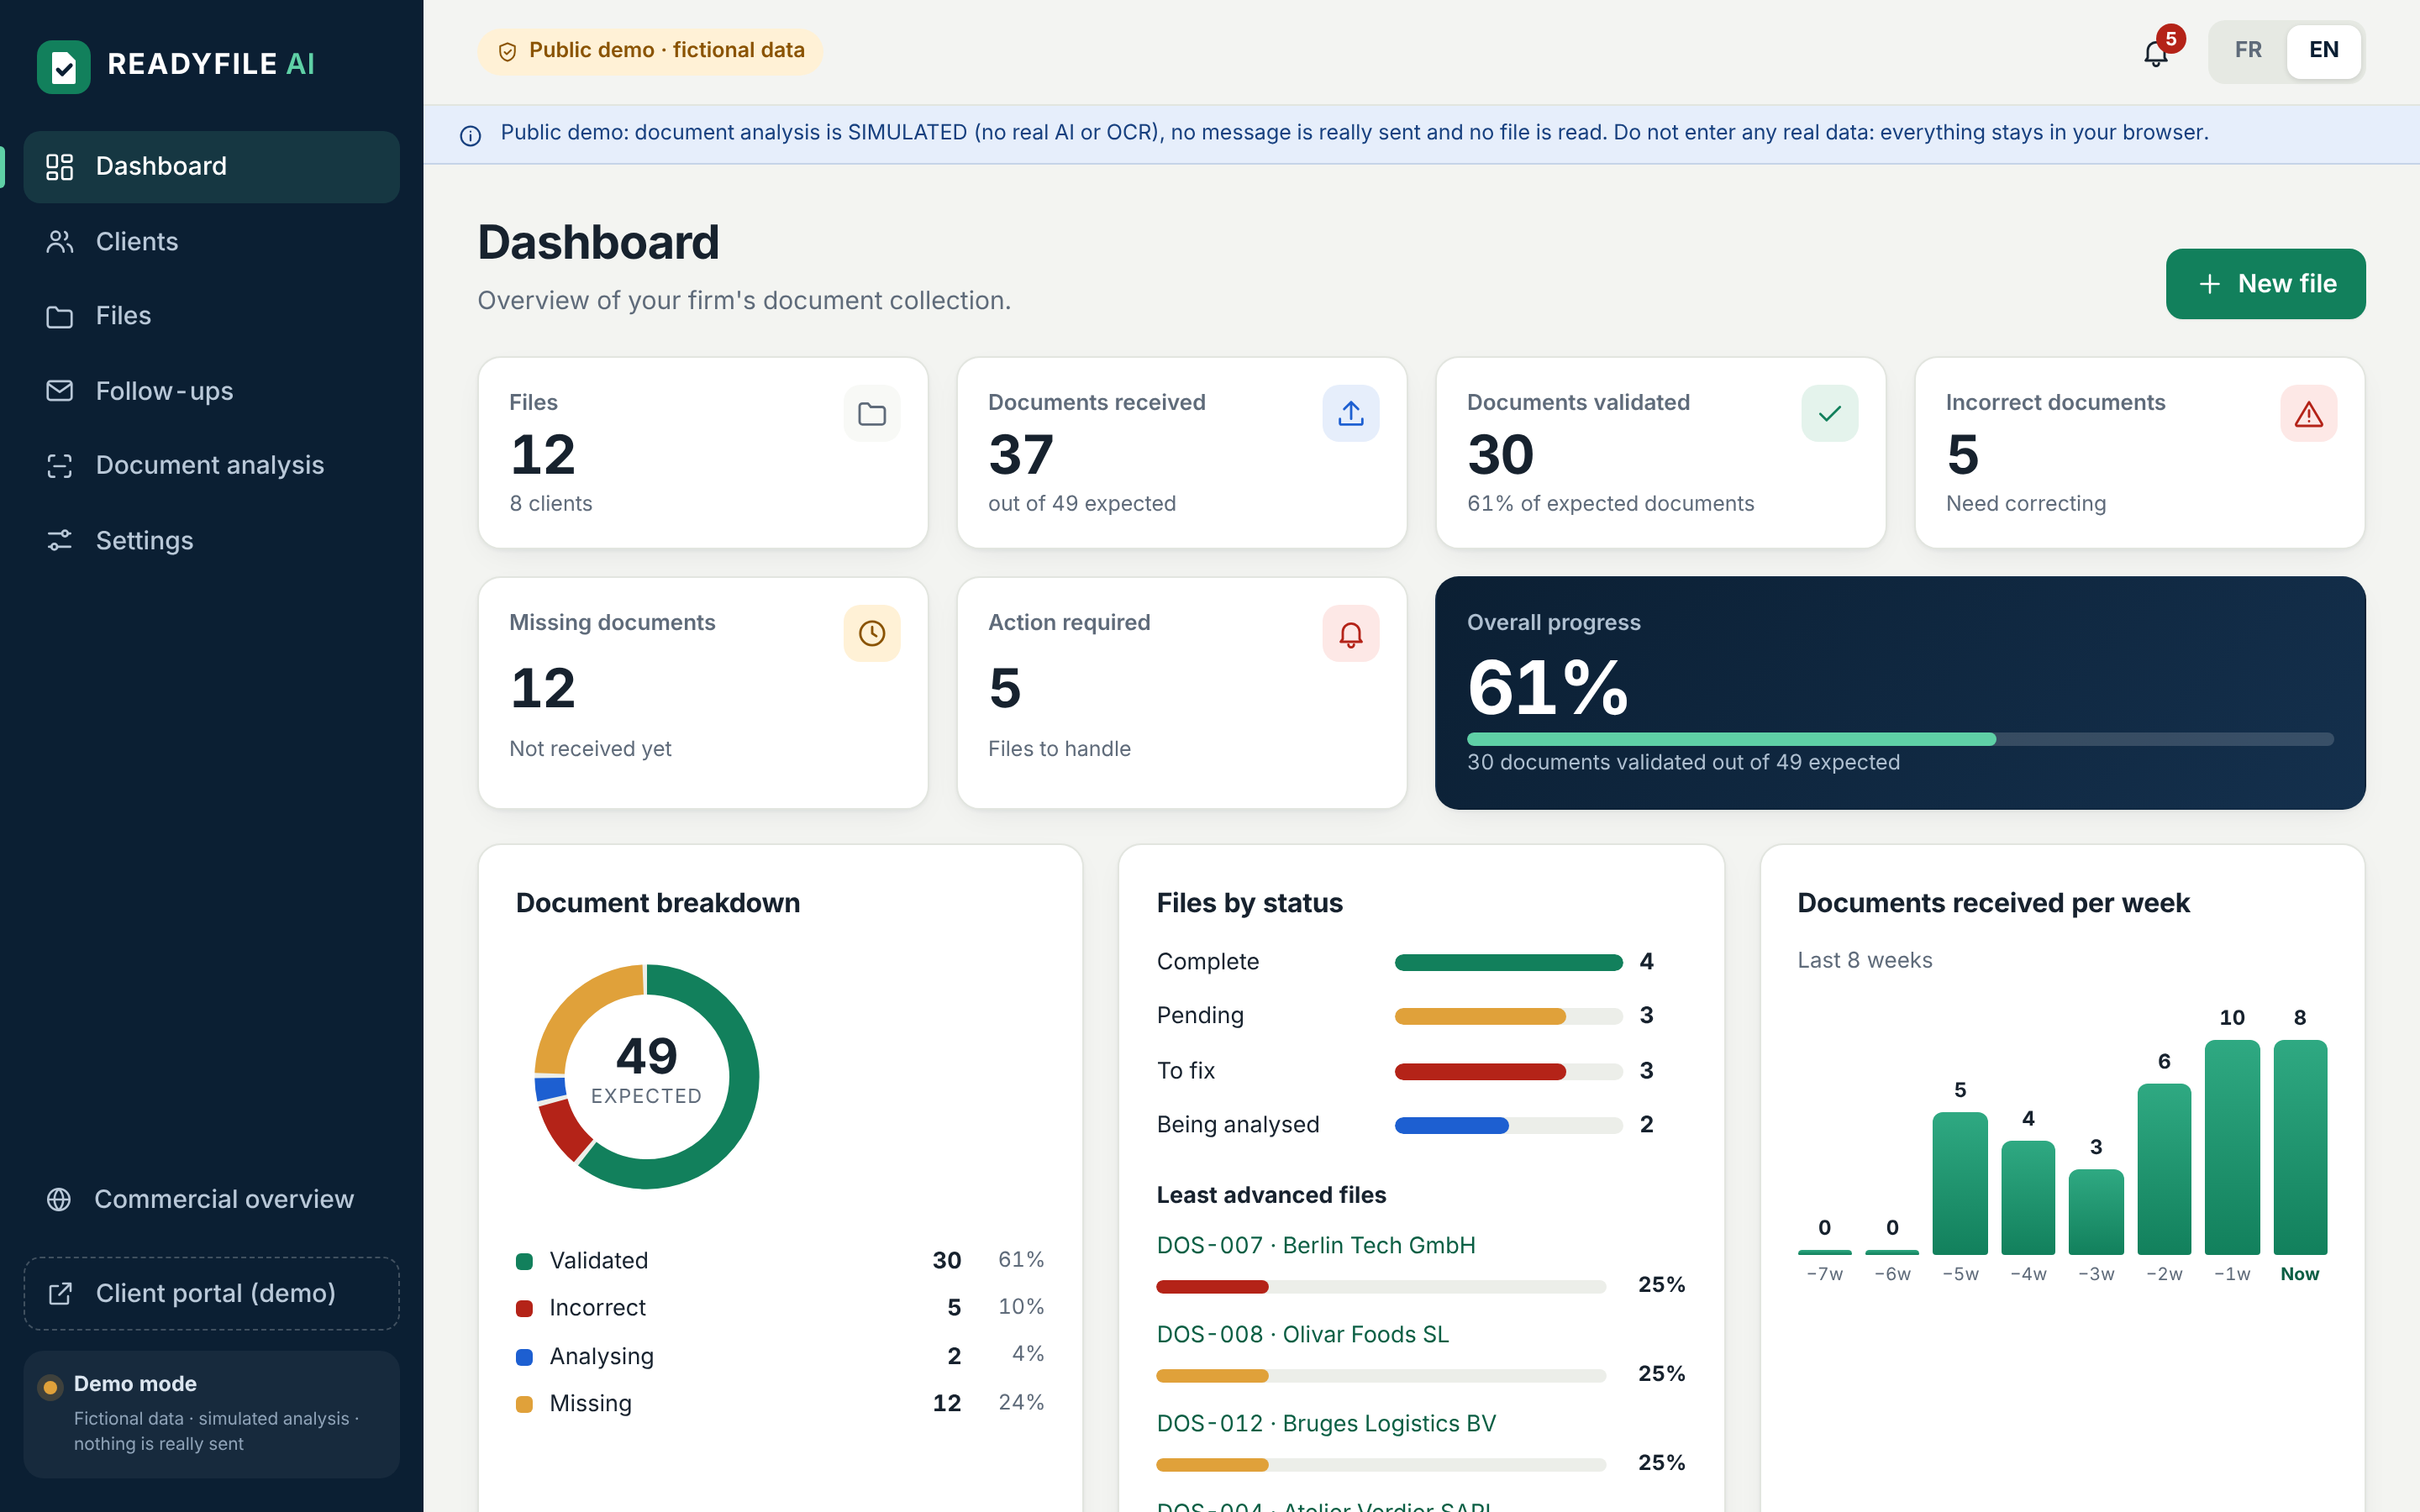 READYFILE AI
Dashboard
Clients
Files
Follow-ups
Document analysis
Settings
Commercial overview
Client portal (demo)
Demo mode
Fictional data · simulated analysis ·
nothing is really sent
Public demo · fictional data
5
FR
EN
Public demo: document analysis is SIMULATED (no real AI or OCR), no message is really sent and no file is read. Do not enter any real data: everything stays in your browser.
Dashboard
Overview of your firm's document collection.
New file
Files
12
8 clients
Documents received
37
out of 49 expected
Documents validated
30
61% of expected documents
Incorrect documents
5
Need correcting
Missing documents
12
Not received yet
Action required
5
Files to handle
Overall progress
61%
30 documents validated out of 49 expected
Document breakdown
49
EXPECTED
Validated 30 61%
Incorrect 5 10%
Analysing 2 4%
Missing 12 24%
Files by status
Complete 4
Pending 3
To fix 3
Being analysed 2
Least advanced files
DOS-007 · Berlin Tech GmbH
25%
DOS-008 · Olivar Foods SL
25%
DOS-012 · Bruges Logistics BV
25%
DOS-004 · Atelier Verdier SARL
Documents received per week
Last 8 weeks
0 0 5 4 3 6 10 8
−7w −6w −5w −4w −3w −2w −1w Now